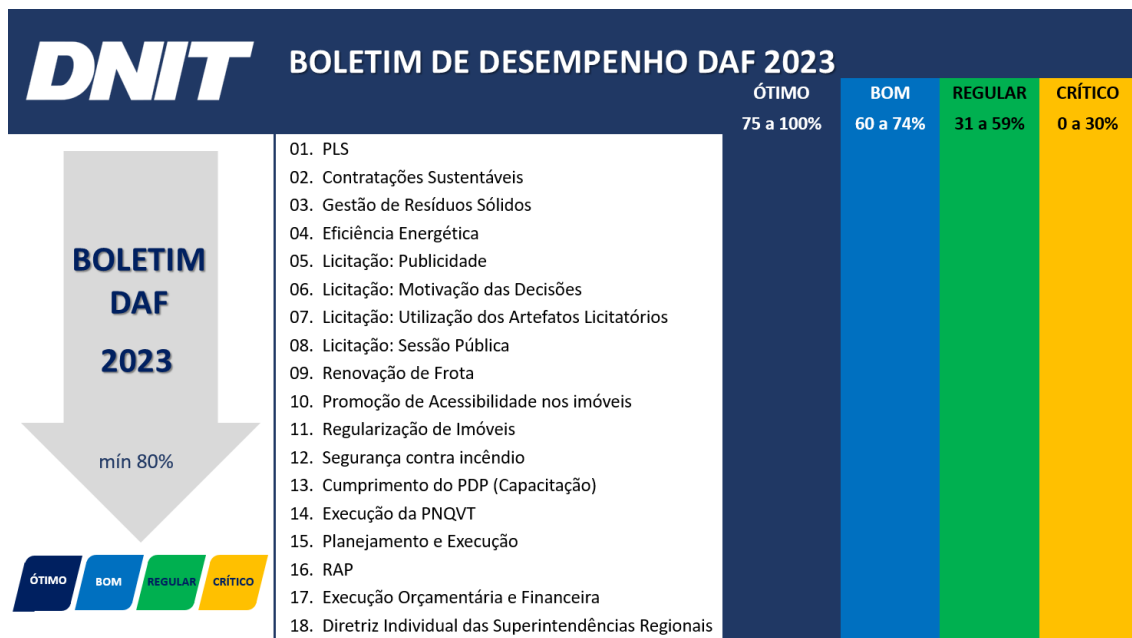 DNIT
BOLETIM DE DESEMPENHO DAF 2023
ÓTIMO BOM REGULAR CRÍTICO
75 a 100% 60 a 74% 31 a 59% 0 a 30%
BOLETIM
DAF
2023
mín 80%
ÓTIMO BOM REGULAR CRÍTICO
01. PLS
02. Contratações Sustentáveis
03. Gestão de Resíduos Sólidos
04. Eficiência Energética
05. Licitação: Publicidade
06. Licitação: Motivação das Decisões
07. Licitação: Utilização dos Artefatos Licitatórios
08. Licitação: Sessão Pública
09. Renovação de Frota
10. Promoção de Acessibilidade nos imóveis
11. Regularização de Imóveis
12. Segurança contra incêndio
13. Cumprimento do PDP (Capacitação)
14. Execução da PNQVT
15. Planejamento e Execução
16. RAP
17. Execução Orçamentária e Financeira
18. Diretriz Individual das Superintendências Regionais